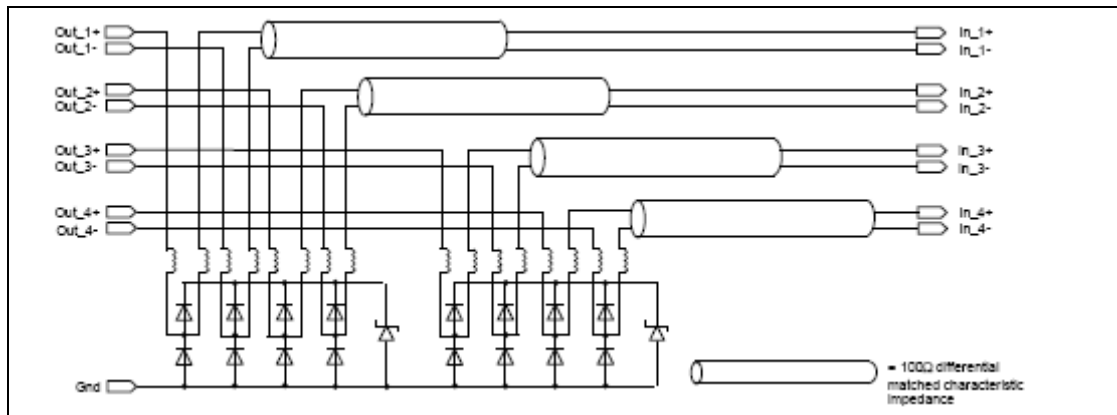 Out_1+
Out_1-
In_1+
In_1-
Out_2+
Out_2-
In_2+
In_2-
Out_3+
Out_3-
In_3+
In_3-
Out_4+
Out_4-
In_4+
In_4-
Gnd
= 100Ω differential
matched characteristic
impedance